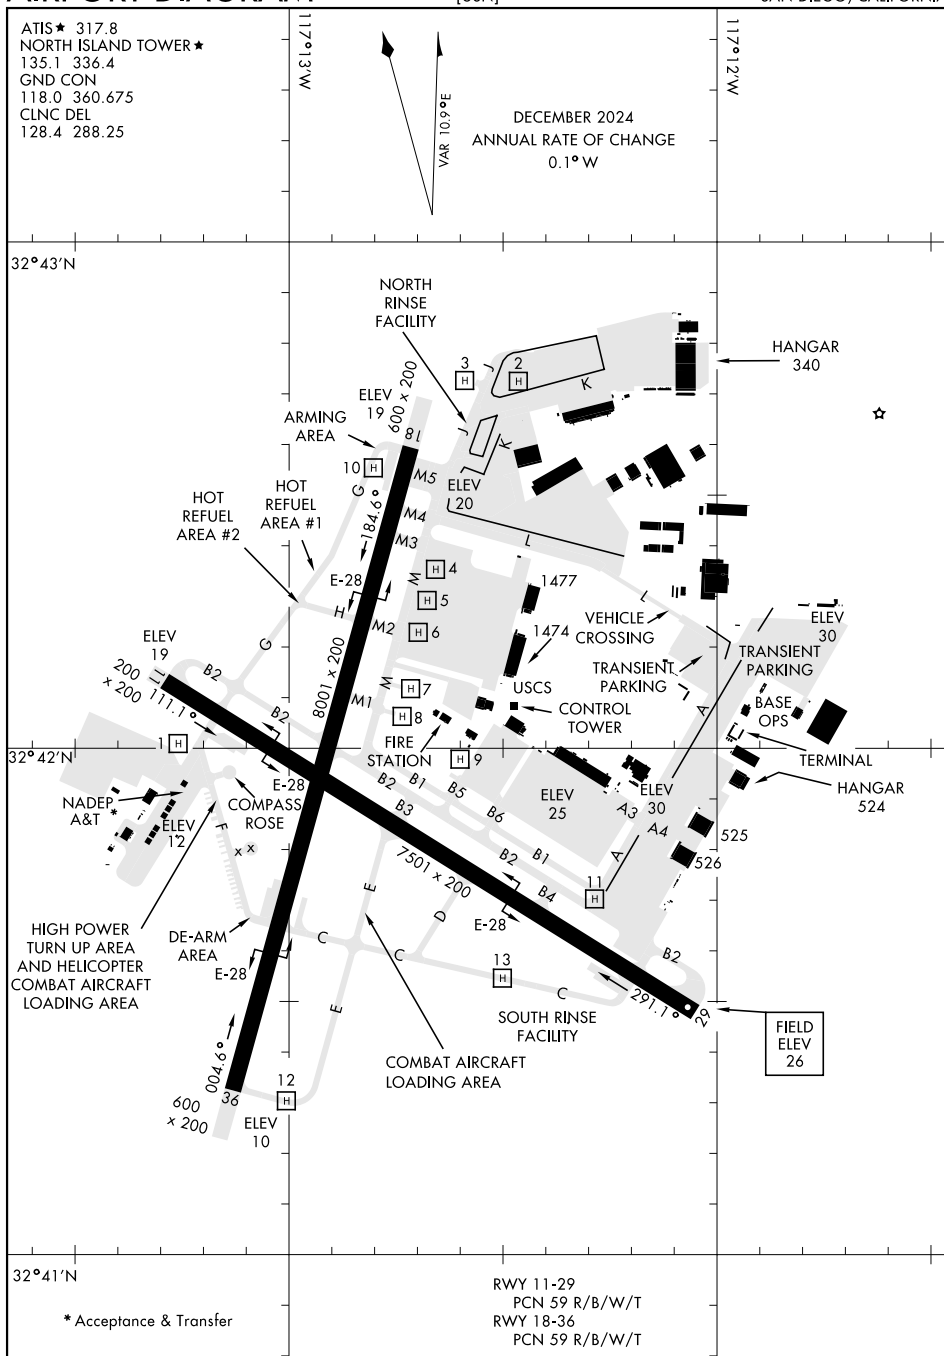 AIRPORT DIAGRAM
ATIS★ 317.8
NORTH ISLAND TOWER★
135.1 336.4
GND CON
118.0 360.675
CLNC DEL
128.4 288.25
117°13'W
117°12'W
VAR 10.9°E
DECEMBER 2024
ANNUAL RATE OF CHANGE
0.1° W
32°43'N
NORTH
RINSE
FACILITY
HANGAR
340
3
H
2
H
J
K
ELEV
19
600 x 200
18
J
K
ARMING
AREA
10
H
G
184.6°
M5
ELEV
20
HOT
REFUEL
AREA #1
HOT
REFUEL
AREA #2
M4
M3
L
E-28
M
H
4
H
5
H
6
1477
L
H
M2
1474
VEHICLE
CROSSING
ELEV
30
G
ELEV
19
200
x 200
B2
111.1°
TRANSIENT
PARKING
TRANSIENT
PARKING
8001 x 200
M1
M
H
7
H
8
USCS
A
BASE
OPS
CONTROL
TOWER
B2
1
H
32°42'N
FIRE
STATION
H
9
TERMINAL
HANGAR
524
E-28
NADEP
A&T
*
COMPASS
ROSE
B2
B1
B5
B3
B6
ELEV
25
ELEV
30
A3
A4
525
526
ELEV
12
F
x x
7501 x 200
B2
B1
A
B4
11
H
E
D
E-28
HIGH POWER
TURN UP AREA
AND HELICOPTER
COMBAT AIRCRAFT
LOADING AREA
DE-ARM
AREA
C
C
B2
E-28
13
H
C
291.1°
29
SOUTH RINSE
FACILITY
FIELD
ELEV
26
E
004.6°
COMBAT AIRCRAFT
LOADING AREA
36
600
x 200
12
H
ELEV
10
32°41'N
RWY 11-29
PCN 59 R/B/W/T
RWY 18-36
PCN 59 R/B/W/T
* Acceptance & Transfer